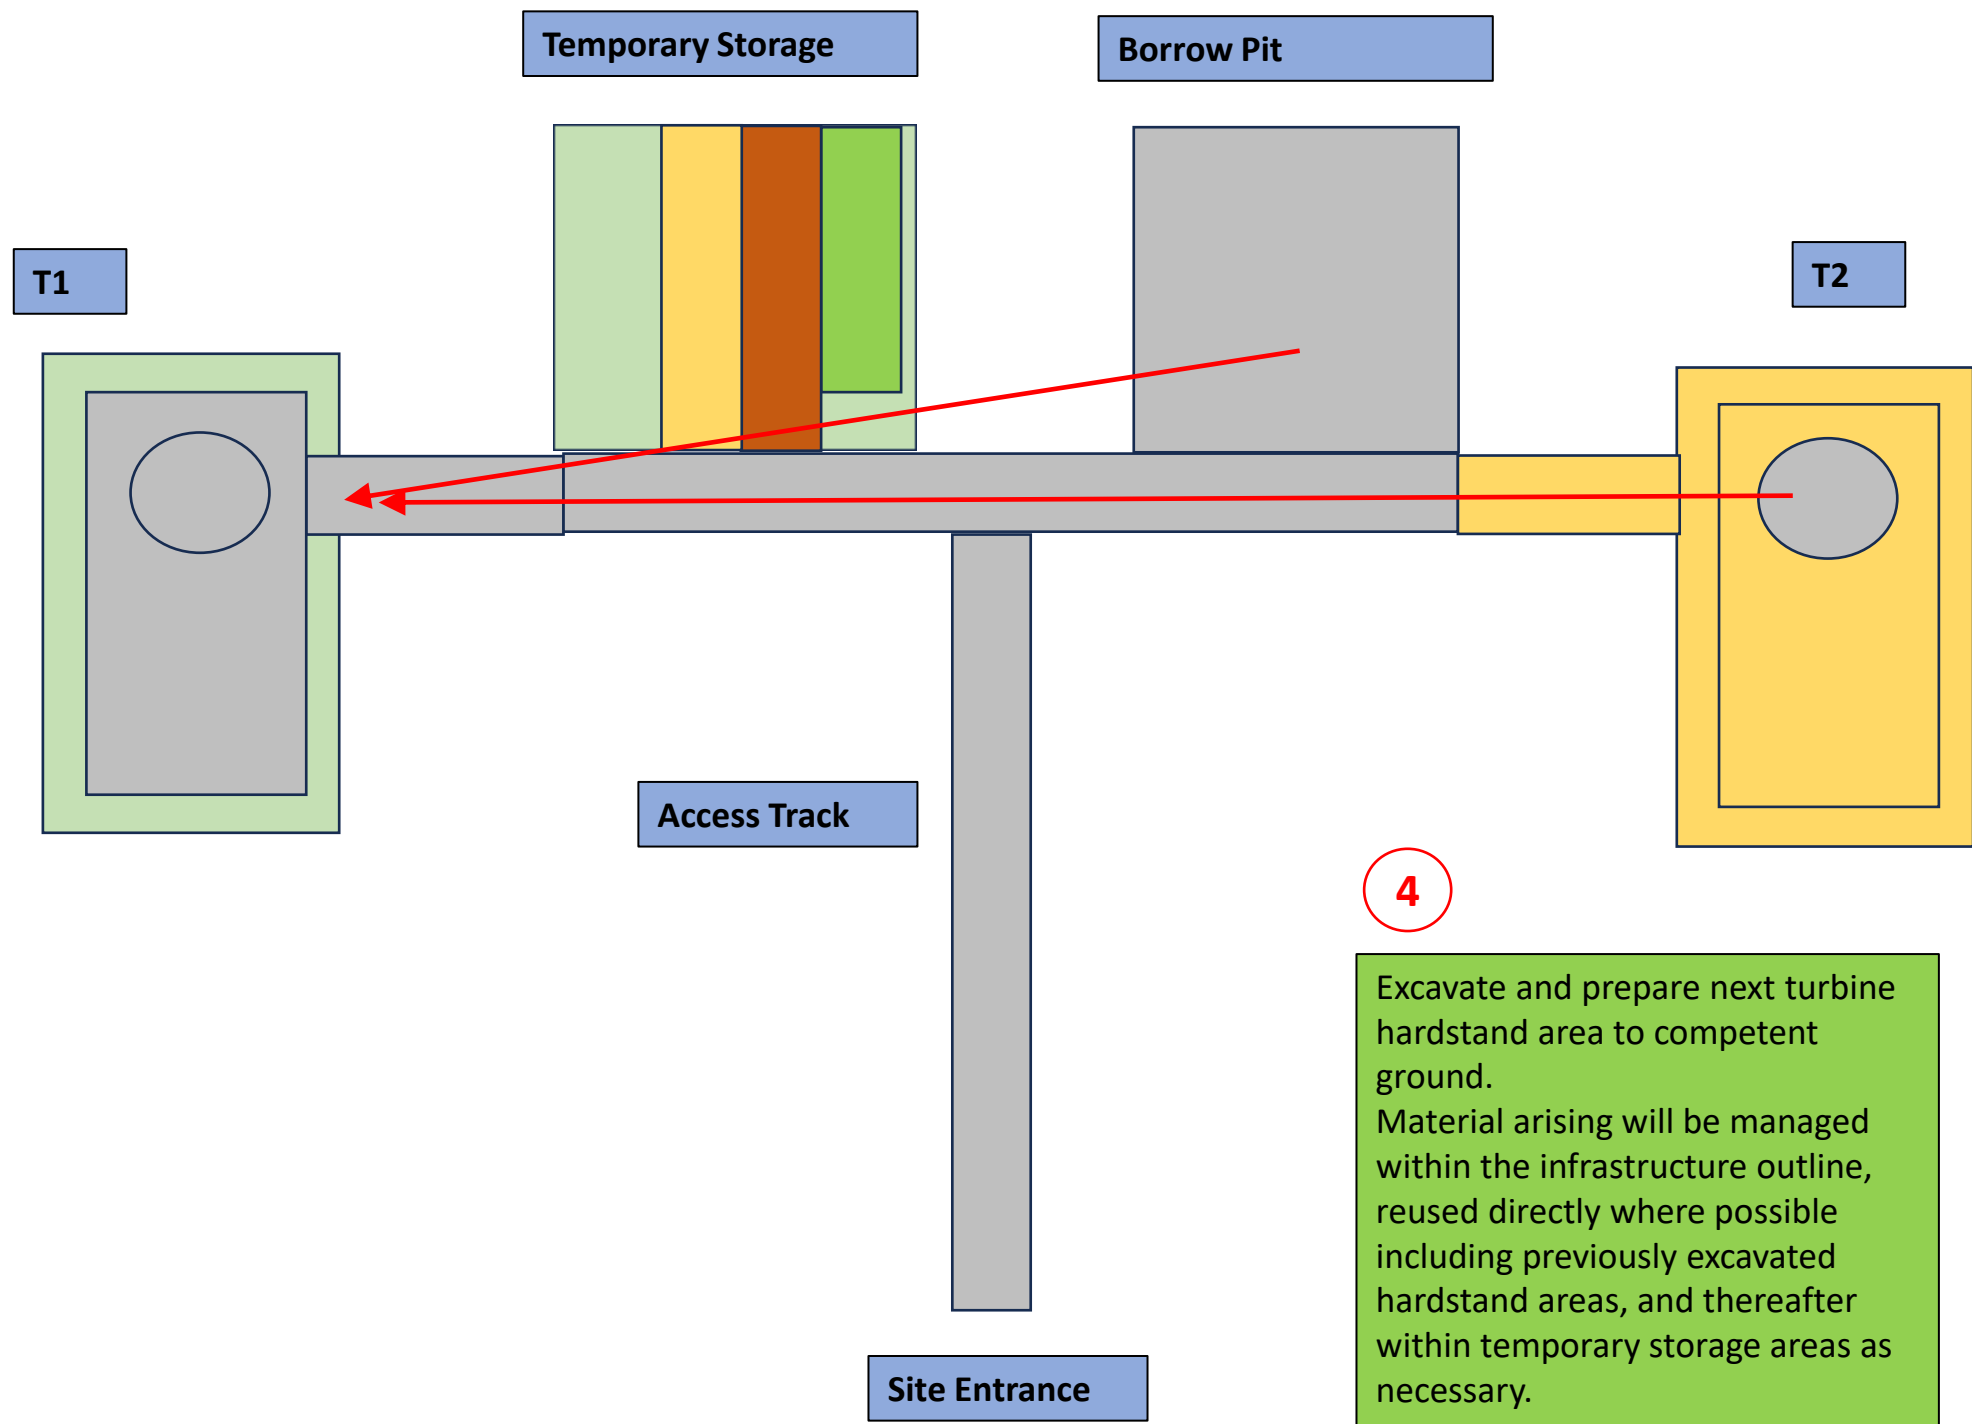 Temporary Storage
Borrow Pit
T1
T2
Access Track
4
Excavate and prepare next turbine
hardstand area to competent
ground.
Material arising will be managed
within the infrastructure outline,
reused directly where possible
including previously excavated
hardstand areas, and thereafter
within temporary storage areas as
necessary.
Site Entrance